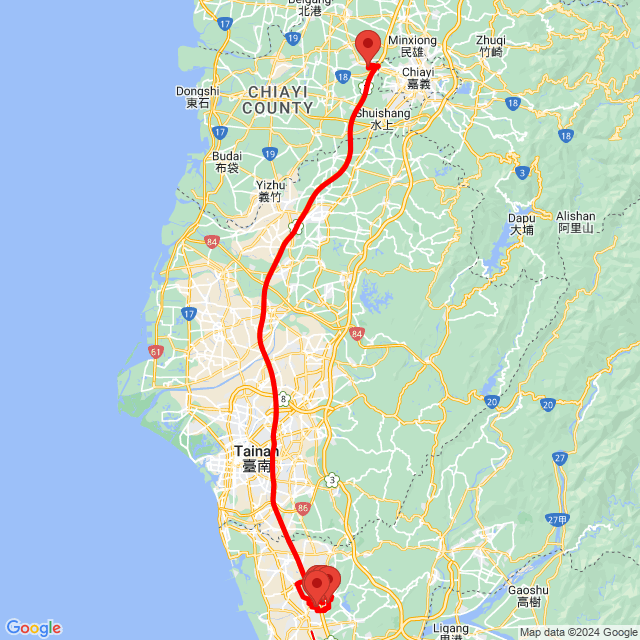 Beigang
北港
Minxiong
民雄
Zhuqi
竹崎
18
Chiayi
嘉義
Dongshi
東石
CHIAYI
COUNTY
Shuishang
水上
17
18
18
19
Budai
布袋
3
Yizhu
義竹
Dapu
大埔
Alishan
阿里山
84
17
84
61
8
20
20
Tainan
臺南
27
3
86
27甲
Gaoshu
高樹
Ligang
里港
Google
Map data ©2024 Google